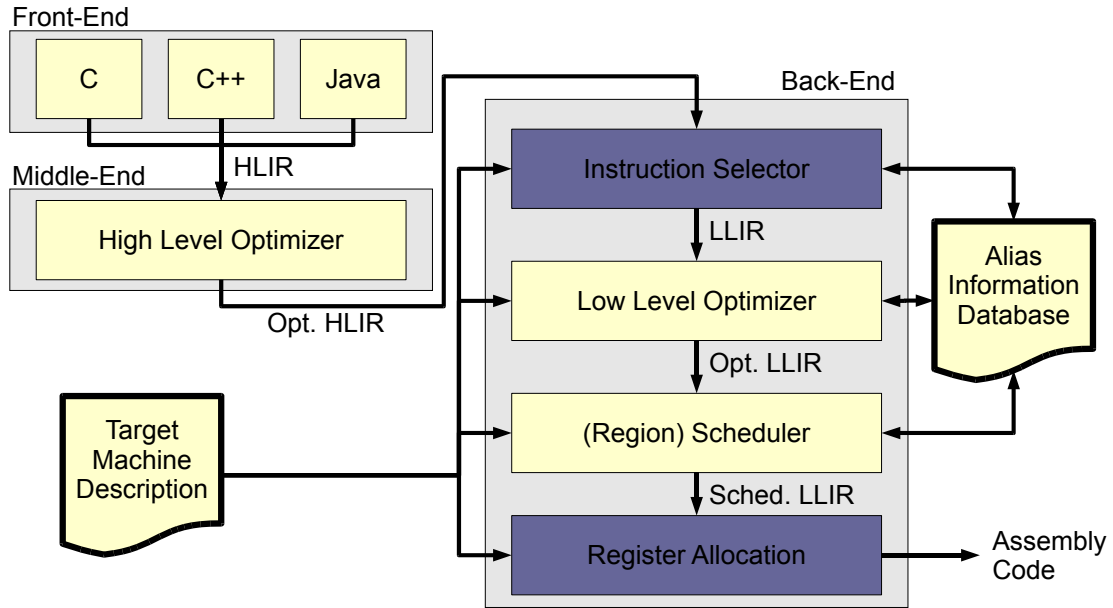 Front-End
C
C++
Java
HLIR
Middle-End
High Level Optimizer
Opt. HLIR
Back-End
Instruction Selector
LLIR
Low Level Optimizer
Opt. LLIR
(Region) Scheduler
Sched. LLIR
Register Allocation
Alias
Information
Database
Target
Machine
Description
Assembly
Code